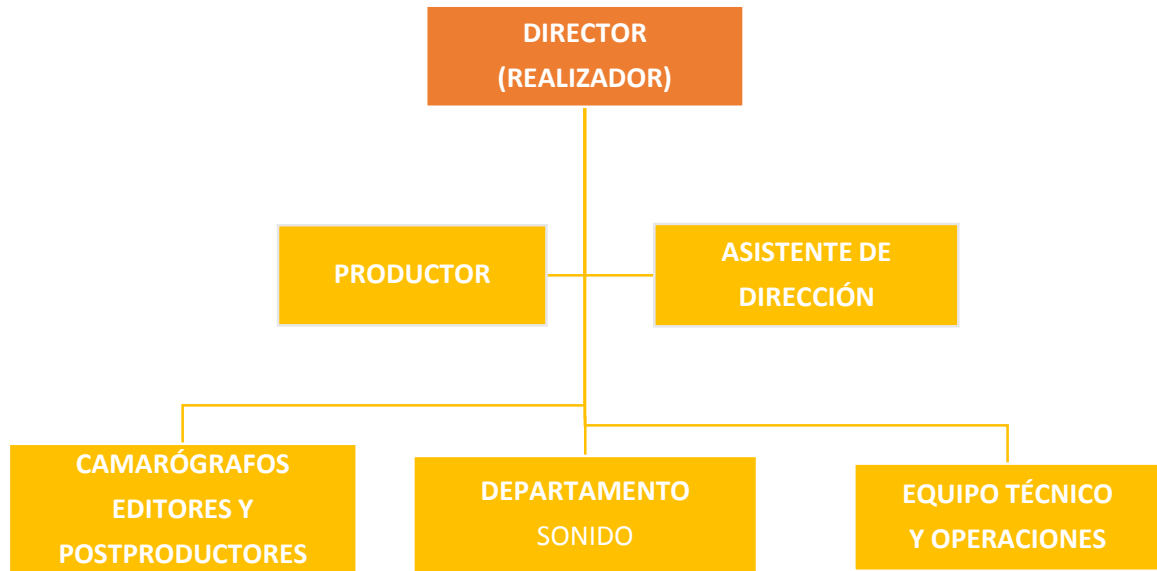 DIRECTOR
(REALIZADOR)
PRODUCTOR
ASISTENTE DE
DIRECCIÓN
CAMARÓGRAFOS
EDITORES Y
POSTPRODUCTORES
DEPARTAMENTO
SONIDO
EQUIPO TÉCNICO
Y OPERACIONES